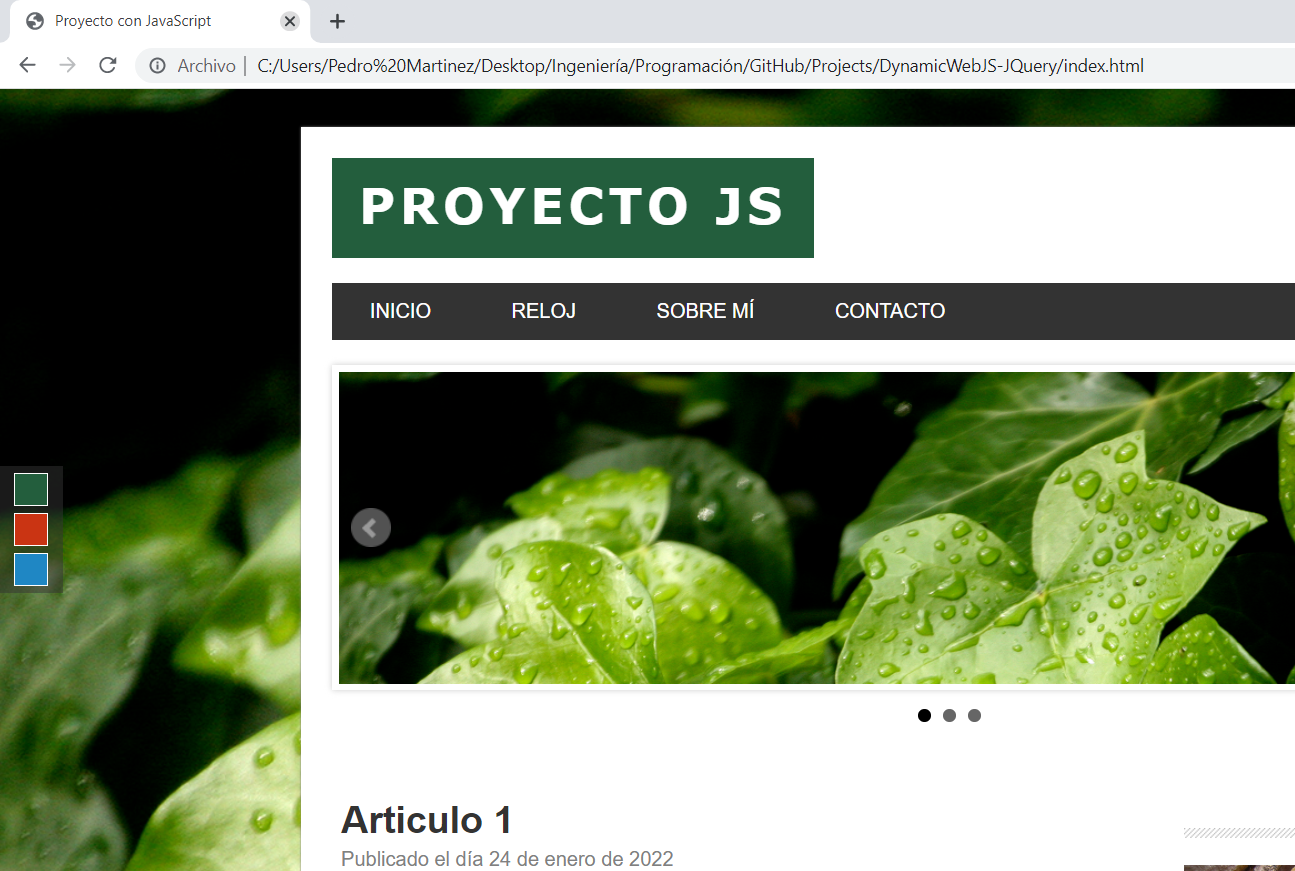 Proyecto con JavaScript
Archivo | C:/Users/Pedro%20Martinez/Desktop/Ingeniería/Programación/GitHub/Projects/DynamicWebJS-JQuery/index.html
PROYECTO JS
INICIO RELOJ SOBRE MÍ CONTACTO
Articulo 1
Publicado el día 24 de enero de 2022